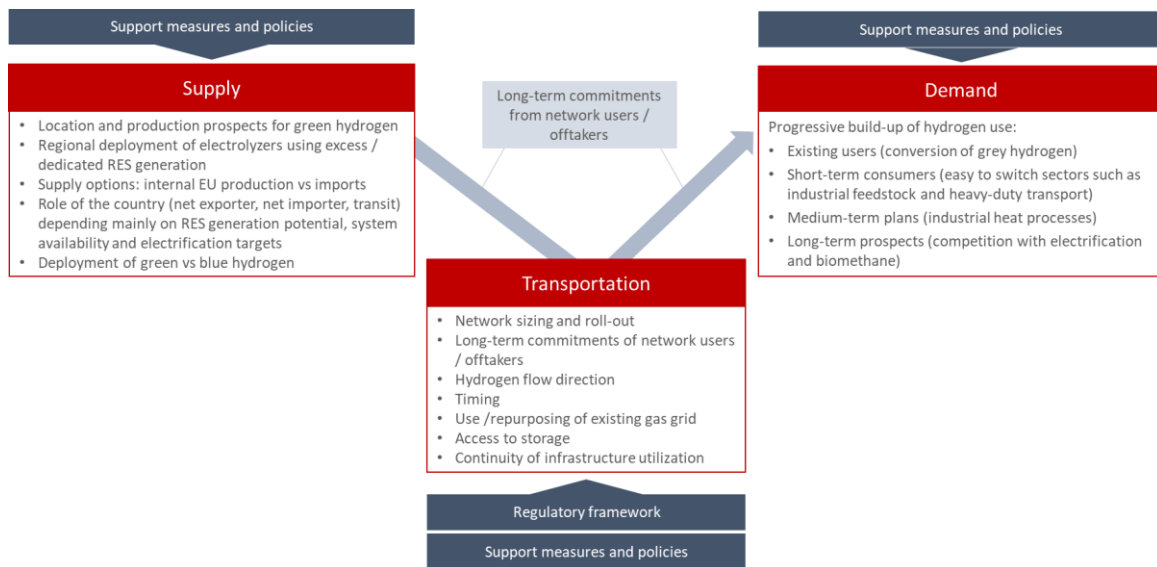 Support measures and policies
Supply
• Location and production prospects for green hydrogen
• Regional deployment of electrolyzers using excess /
dedicated RES generation
• Supply options: internal EU production vs imports
• Role of the country (net exporter, net importer, transit)
depending mainly on RES generation potential, system
availability and electrification targets
• Deployment of green vs blue hydrogen
Long-term commitments
from network users /
offtakers
Support measures and policies
Demand
Progressive build-up of hydrogen use:
• Existing users (conversion of grey hydrogen)
• Short-term consumers (easy to switch sectors such as
industrial feedstock and heavy-duty transport)
• Medium-term plans (industrial heat processes)
• Long-term prospects (competition with electrification
and biomethane)
Transportation
• Network sizing and roll-out
• Long-term commitments of network users
/ offtakers
• Hydrogen flow direction
• Timing
• Use /repurposing of existing gas grid
• Access to storage
• Continuity of infrastructure utilization
Regulatory framework
Support measures and policies